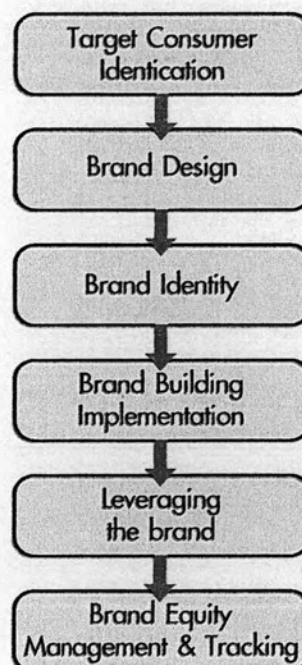 Target Consumer
Identication
Brand Design
Brand Identity
Brand Building
Implementation
Leveraging
the brand
Brand Equity
Management & Tracking